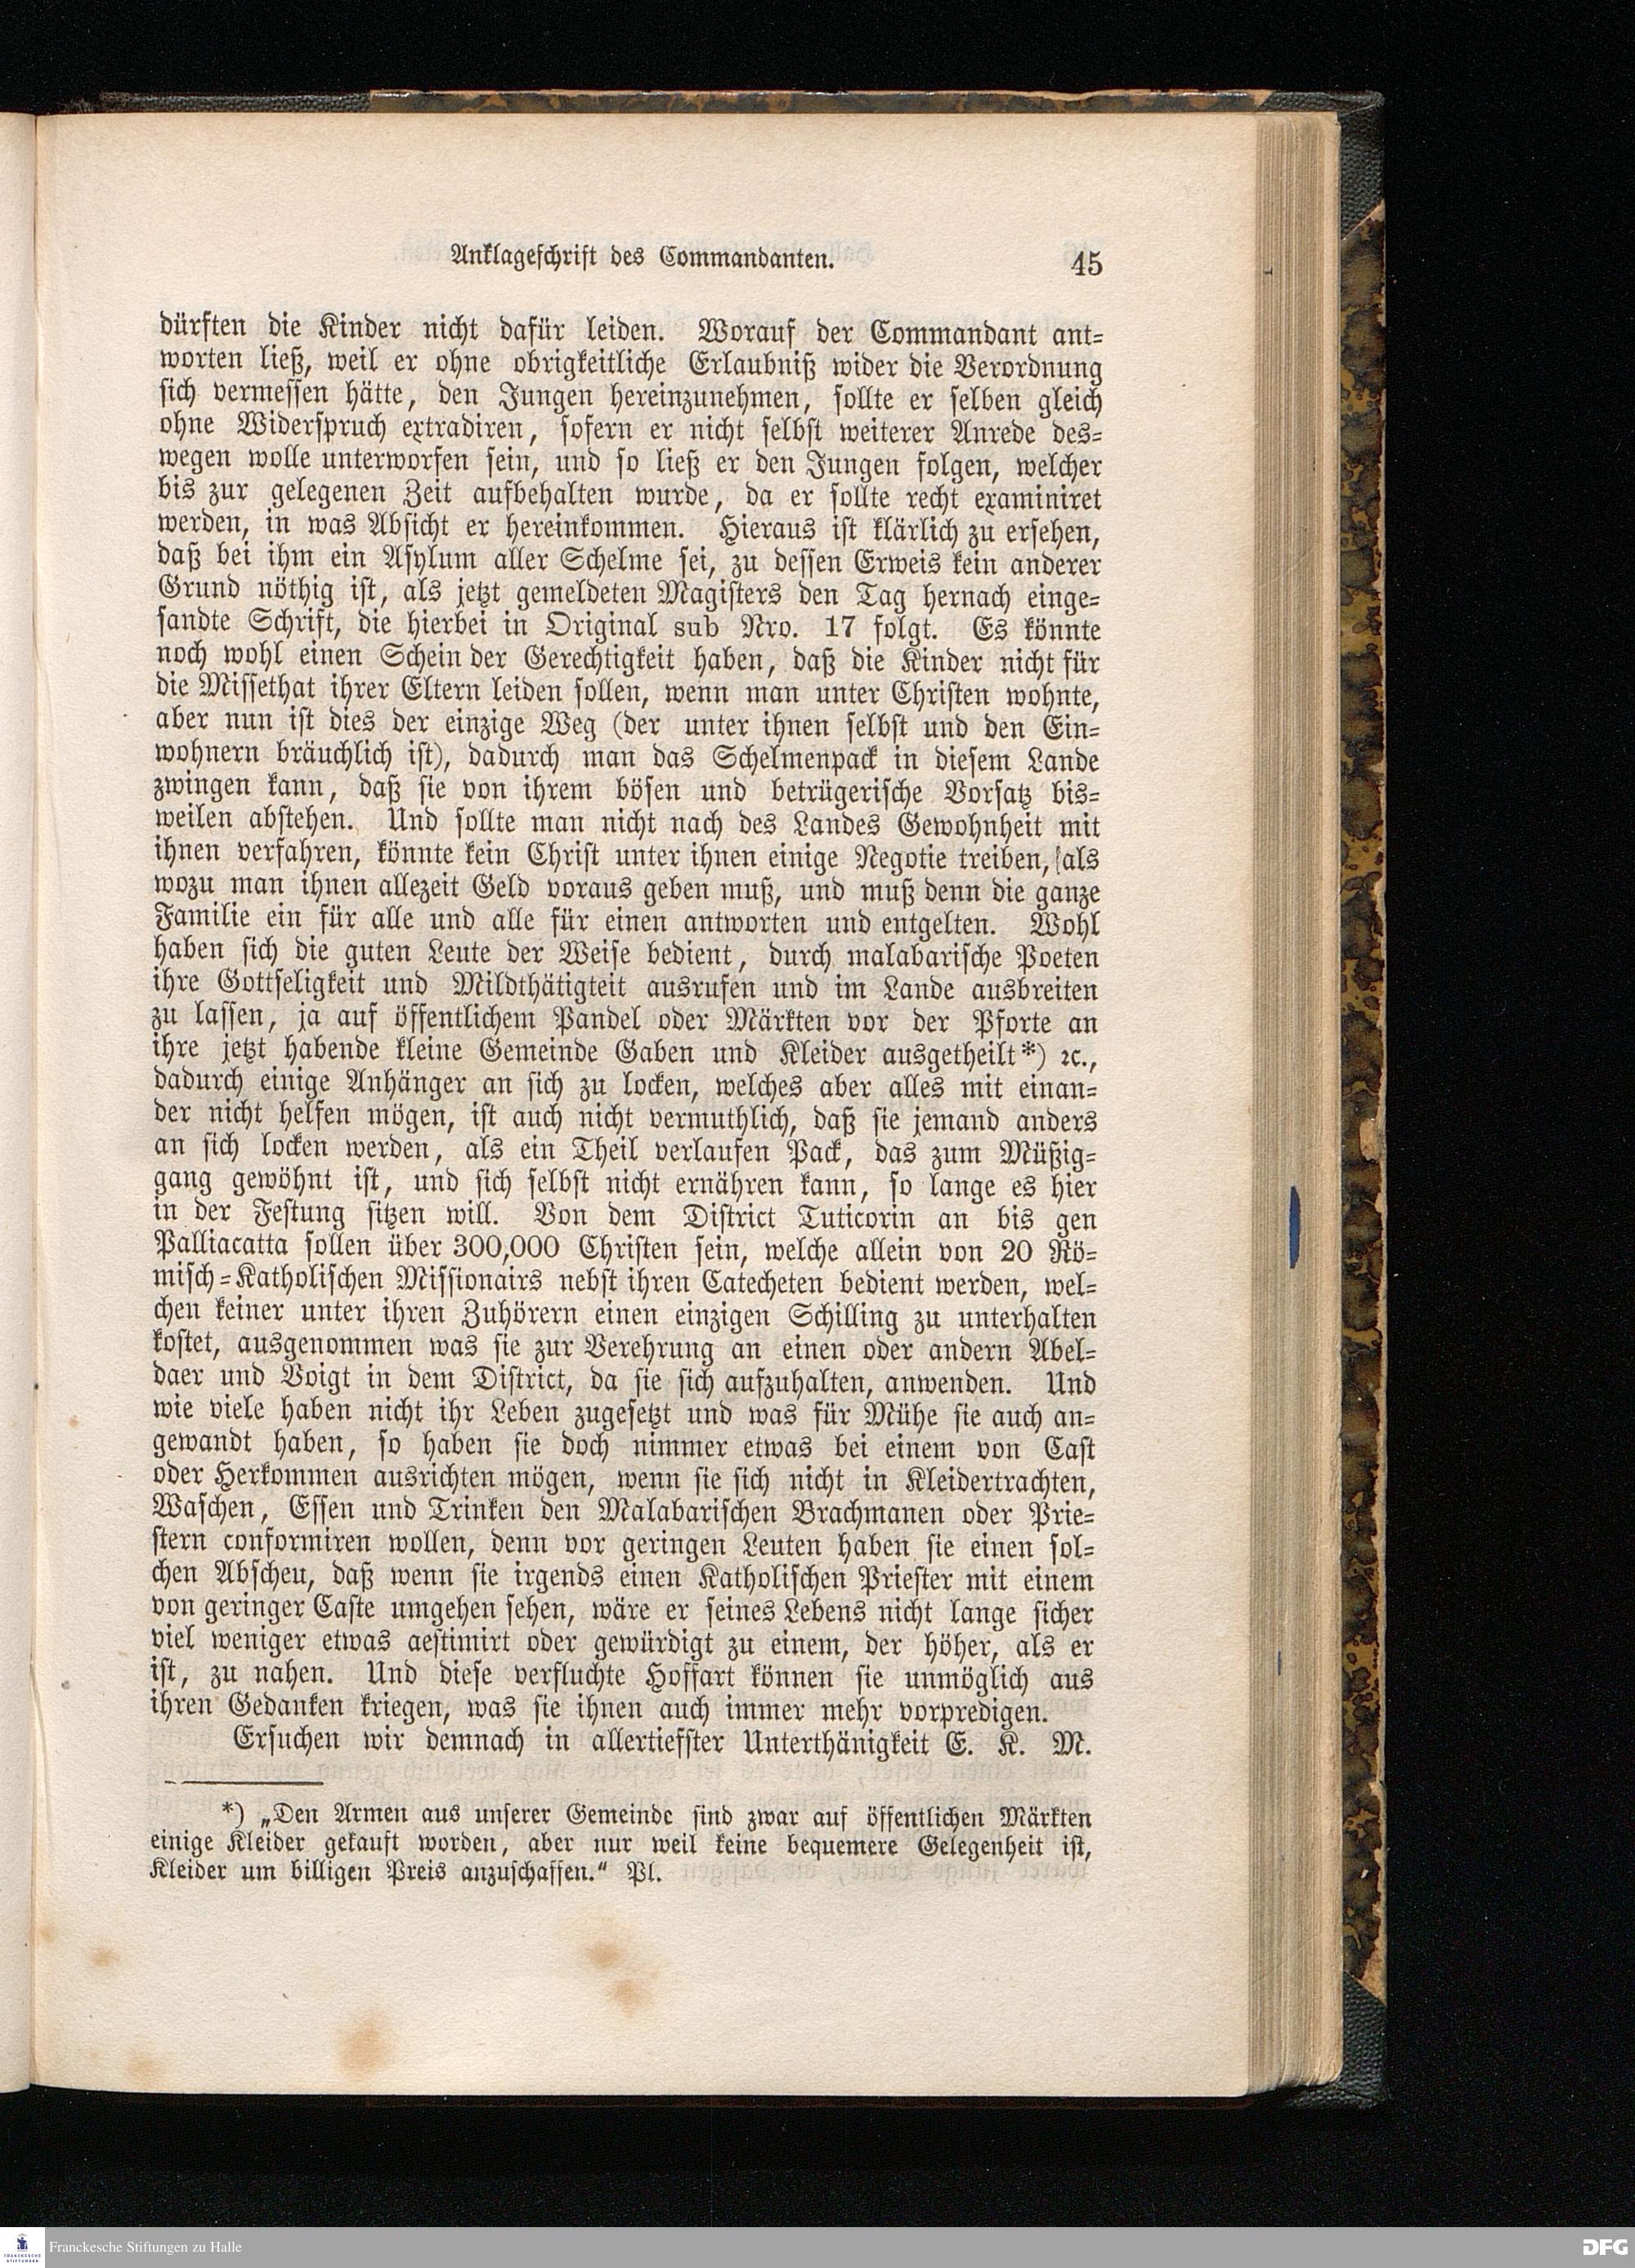 Anklageschrift des Commandanten. 45
dürften die Kinder nicht dafür leiden. Worauf der Commandant ant-
worten ließ, weil er ohne obrigkeitliche Erlaubniß wider die Verordnung
sich vermessen hätte, den Jungen hereinzunehmen, sollte er selben gleich
ohne Widerspruch extradiren, sofern er nicht selbst weiterer Anrede des-
wegen wolle unterworfen sein, und so ließ er den Jungen folgen, welcher
bis zur gelegenen Zeit aufbehalten wurde, da er sollte recht examiniret
werden, in was Absicht er hereinkommen. Hieraus ist klärlich zu ersehen,
daß bei ihm ein Asylum aller Schelme sei, zu dessen Erweis kein anderer
Grund nöthig ist, als jetzt gemeldeten Magisters den Tag hernach einge-
sandte Schrift, die hierbei in Original sub Nro. 17 folgt. Es könnte
noch wohl einen Schein der Gerechtigkeit haben, daß die Kinder nicht für
die Missethat ihrer Eltern leiden sollen, wenn man unter Christen wohnte,
aber nun ist dies der einzige Weg (der unter ihnen selbst und den Ein-
wohnern bräuchlich ist), dadurch man das Schelmenpack in diesem Lande
zwingen kann, daß sie von ihrem bösen und betrügerische Vorsatz bis-
weilen abstehen. Und sollte man nicht nach des Landes Gewohnheit mit
ihnen verfahren, könnte kein Christ unter ihnen einige Negotie treiben, als
wozu man ihnen allezeit Geld voraus geben muß, und muß denn die ganze
Familie ein für alle und alle für einen antworten und entgelten. Wohl
haben sich die guten Leute der Weise bedient, durch malabarische Poeten
ihre Gottseligkeit und Mildthätigteit ausrufen und im Lande ausbreiten
zu lassen, ja auf öffentlichem Pandel oder Märkten vor der Pforte an
ihre jetzt habende kleine Gemeinde Gaben und Kleider ausgetheilt*) ꝛc.,
dadurch einige Anhänger an sich zu locken, welches aber alles mit einan-
der nicht helfen mögen, ist auch nicht vermuthlich, daß sie jemand anders
an sich locken werden, als ein Theil verlaufen Pack, das zum Müßig-
gang gewöhnt ist, und sich selbst nicht ernähren kann, so lange es hier
in der Festung sitzen will. Von dem District Tuticorin an bis gen
Palliacatta sollen über 300,000 Christen sein, welche allein von 20 Rö-
misch-Katholischen Missionairs nebst ihren Catecheten bedient werden, wel-
chen keiner unter ihren Zuhörern einen einzigen Schilling zu unterhalten
kostet, ausgenommen was sie zur Verehrung an einen oder andern Abel-
daer und Voigt in dem District, da sie sich aufzuhalten, anwenden. Und
wie viele haben nicht ihr Leben zugesetzt und was für Mühe sie auch an-
gewandt haben, so haben sie doch nimmer etwas bei einem von Cast
oder Herkommen ausrichten mögen, wenn sie sich nicht in Kleidertrachten,
Waschen, Essen und Trinken den Malabarischen Brachmanen oder Prie-
stern conformiren wollen, denn vor geringen Leuten haben sie einen sol-
chen Abscheu, daß wenn sie irgends einen Katholischen Priester mit einem
von geringer Caste umgehen sehen, wäre er seines Lebens nicht lange sicher
viel weniger etwas aestimirt oder gewürdigt zu einem, der höher, als er
ist, zu nahen. Und diese verfluchte Hoffart können sie unmöglich aus
ihren Gedanken kriegen, was sie ihnen auch immer mehr vorpredigen.
Ersuchen wir demnach in allertiefster Unterthänigkeit E. K. M.
*) „Den Armen aus unserer Gemeinde sind zwar auf öffentlichen Märkten
einige Kleider gekauft worden, aber nur weil keine bequemere Gelegenheit ist,
Kleider um billigen Preis anzuschaffen.“ Pl.
FRANCKESCHE
STIFTUNGEN
Franckesche Stiftungen zu Halle
DFG